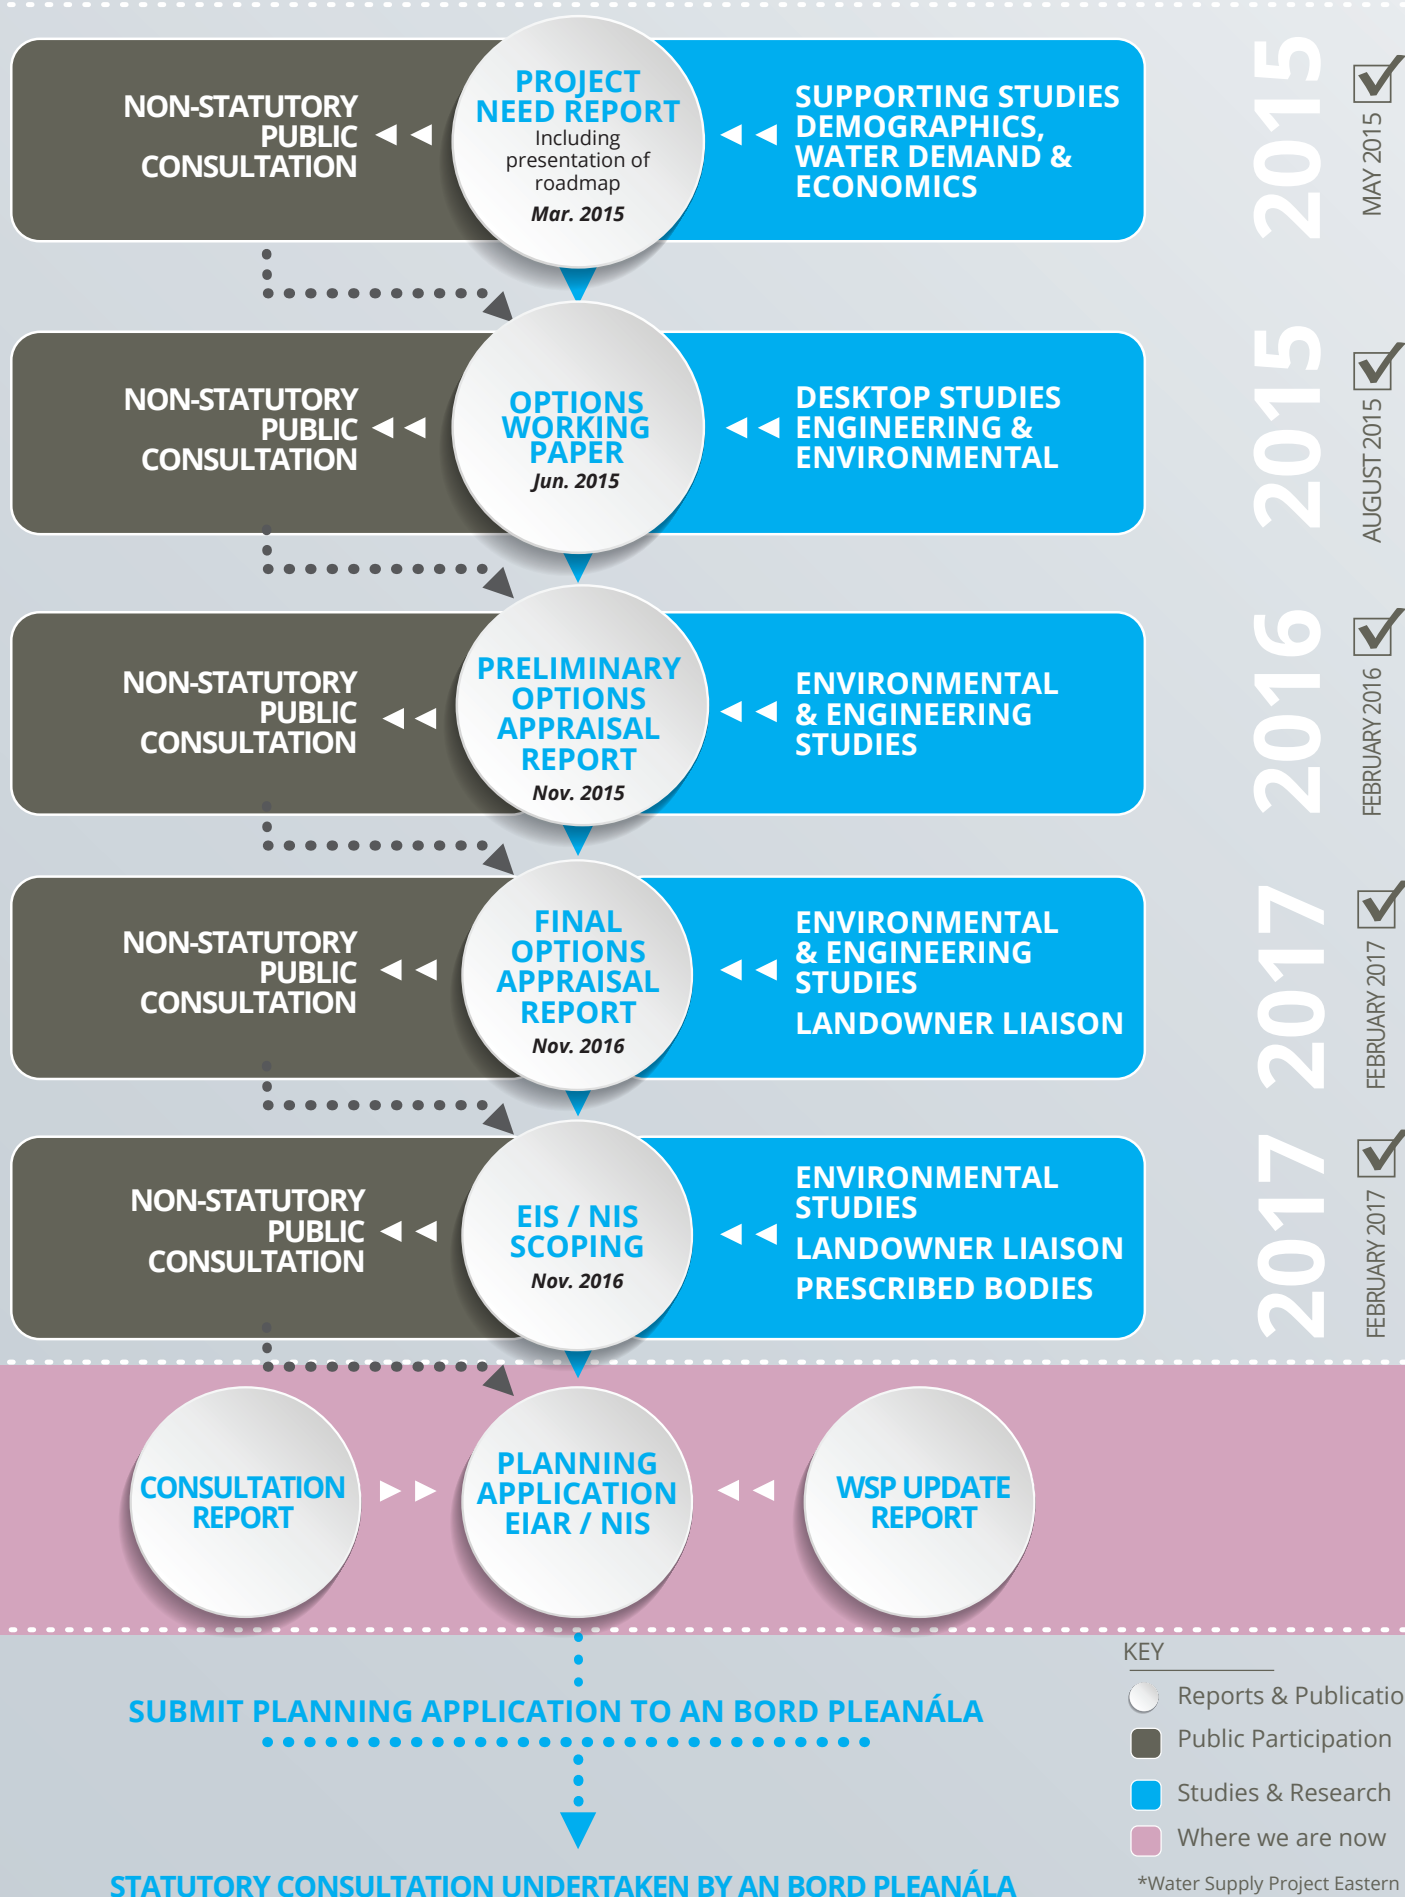 NON-STATUTORY
PUBLIC
CONSULTATION
PROJECT
NEED REPORT
Including
presentation of
roadmap
Mar. 2015
SUPPORTING STUDIES
DEMOGRAPHICS,
WATER DEMAND &
ECONOMICS
2015
MAY 2015
NON-STATUTORY
PUBLIC
CONSULTATION
OPTIONS
WORKING
PAPER
Jun. 2015
DESKTOP STUDIES
ENGINEERING &
ENVIRONMENTAL
2015
AUGUST 2015
NON-STATUTORY
PUBLIC
CONSULTATION
PRELIMINARY
OPTIONS
APPRAISAL
REPORT
Nov. 2015
ENVIRONMENTAL
& ENGINEERING
STUDIES
2016
FEBRUARY 2016
NON-STATUTORY
PUBLIC
CONSULTATION
FINAL
OPTIONS
APPRAISAL
REPORT
Nov. 2016
ENVIRONMENTAL
& ENGINEERING
STUDIES
LANDOWNER LIAISON
2017
FEBRUARY 2017
NON-STATUTORY
PUBLIC
CONSULTATION
EIS / NIS
SCOPING
Nov. 2016
ENVIRONMENTAL
STUDIES
LANDOWNER LIAISON
PRESCRIBED BODIES
2017
FEBRUARY 2017
CONSULTATION
REPORT
PLANNING
APPLICATION
EIAR / NIS
WSP UPDATE
REPORT
SUBMIT PLANNING APPLICATION TO AN BORD PLEANÁLA
STATUTORY CONSULTATION UNDERTAKEN BY AN BORD PLEANÁLA
KEY
Reports & Publicatio
Public Participation
Studies & Research
Where we are now
*Water Supply Project Eastern